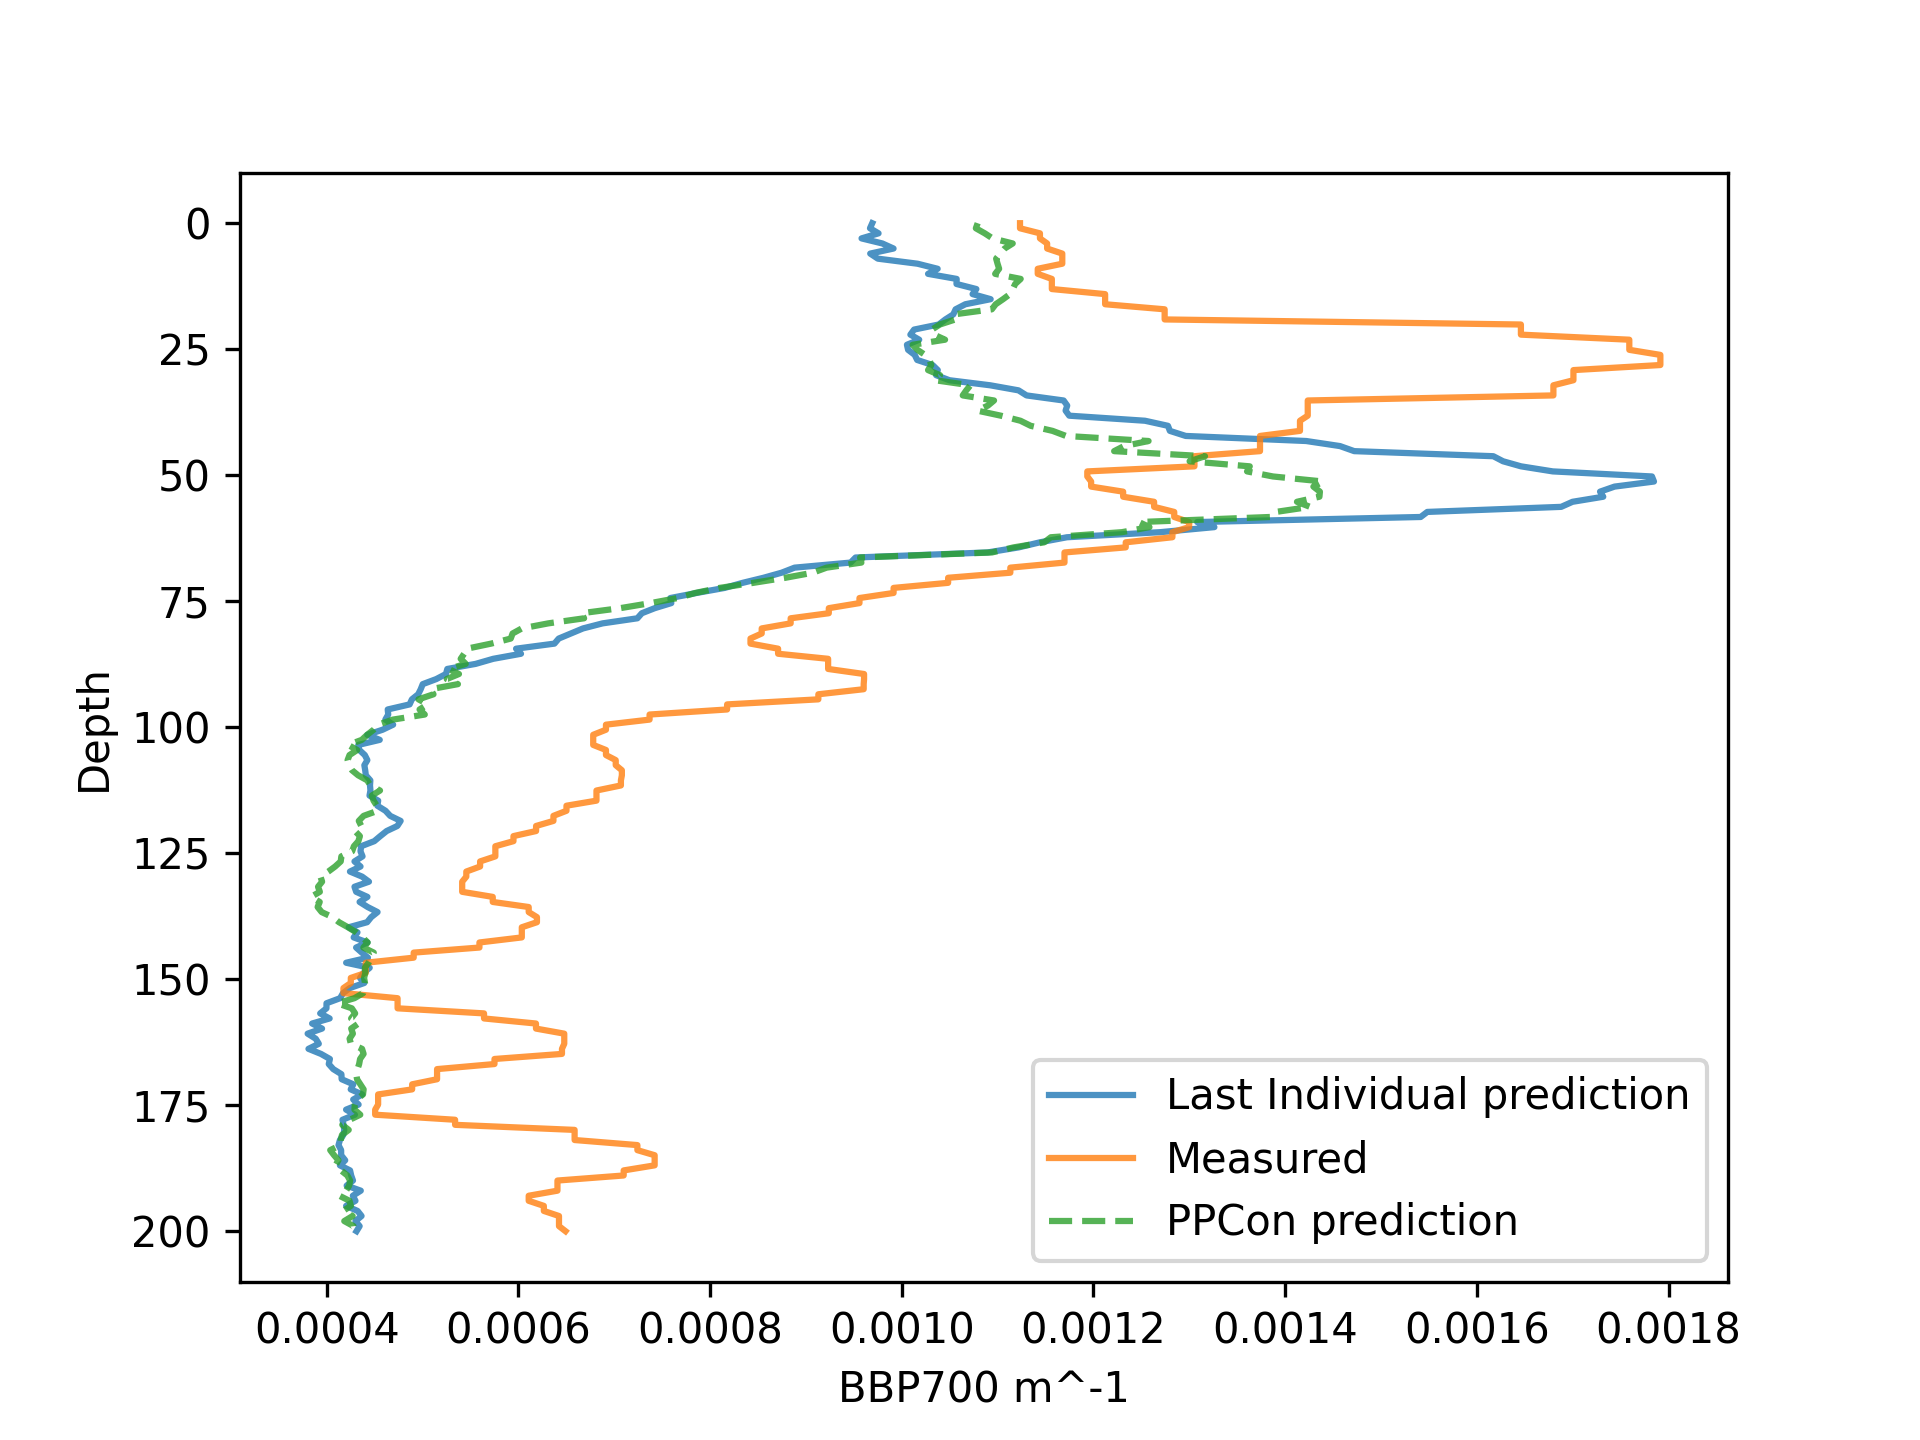 0
25
50
75
100
125
150
175
200
Depth
0.0004 0.0006 0.0008 0.0010 0.0012 0.0014 0.0016 0.0018
BBP700 m^-1
Last Individual prediction
Measured
PPCon prediction